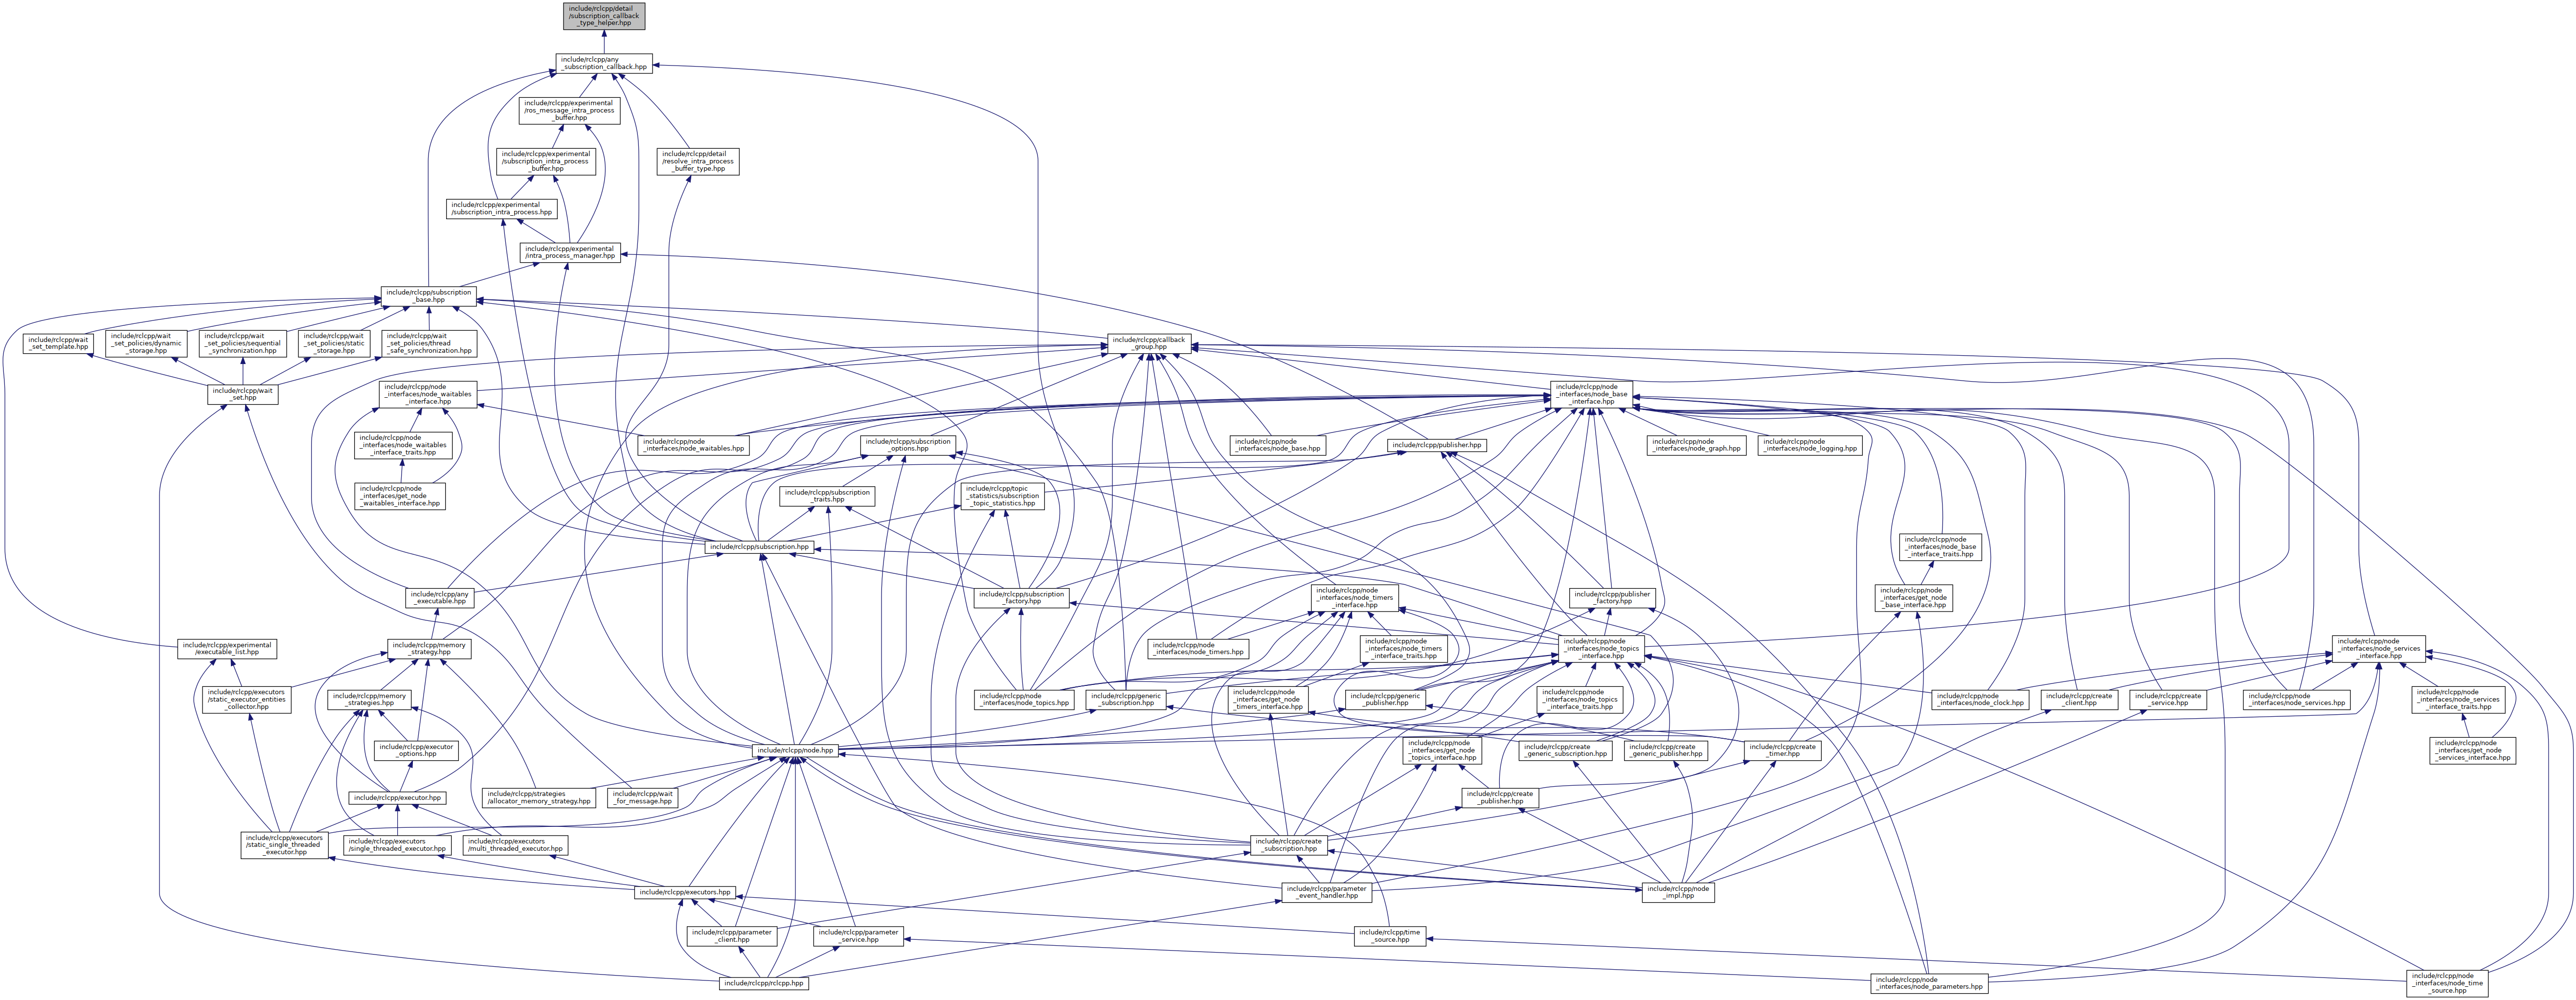 include/rclcpp/detail
/subscription_callback
_type_helper.hpp
include/rclcpp/any
_subscription_callback.hpp
include/rclcpp/experimental
/ros_message_intra_process
_buffer.hpp
include/rclcpp/experimental
/subscription_intra_process
_buffer.hpp
include/rclcpp/detail
/resolve_intra_process
_buffer_type.hpp
include/rclcpp/experimental
/subscription_intra_process.hpp
include/rclcpp/experimental
/intra_process_manager.hpp
include/rclcpp/subscription
_base.hpp
include/rclcpp/wait
_set_template.hpp
include/rclcpp/wait
_set_policies/dynamic
_storage.hpp
include/rclcpp/wait
_set_policies/sequential
_synchronization.hpp
include/rclcpp/wait
_set_policies/static
_storage.hpp
include/rclcpp/wait
_set_policies/thread
_safe_synchronization.hpp
include/rclcpp/callback
_group.hpp
include/rclcpp/wait
_set.hpp
include/rclcpp/node
_interfaces/node_waitables
_interface.hpp
include/rclcpp/node
_interfaces/node_base
_interface.hpp
include/rclcpp/node
_interfaces/node_waitables
_interface_traits.hpp
include/rclcpp/node
_interfaces/node_waitables.hpp
include/rclcpp/subscription
_options.hpp
include/rclcpp/node
_interfaces/node_base.hpp
include/rclcpp/publisher.hpp
include/rclcpp/node
_interfaces/node_graph.hpp
include/rclcpp/node
_interfaces/node_logging.hpp
include/rclcpp/node
_interfaces/get_node
_waitables_interface.hpp
include/rclcpp/subscription
_traits.hpp
include/rclcpp/topic
_statistics/subscription
_topic_statistics.hpp
include/rclcpp/subscription.hpp
include/rclcpp/node
_interfaces/node_base
_interface_traits.hpp
include/rclcpp/any
_executable.hpp
include/rclcpp/subscription
_factory.hpp
include/rclcpp/node
_interfaces/node_timers
_interface.hpp
include/rclcpp/publisher
_factory.hpp
include/rclcpp/node
_interfaces/get_node
_base_interface.hpp
include/rclcpp/experimental
/executable_list.hpp
include/rclcpp/memory
_strategy.hpp
include/rclcpp/node
_interfaces/node_timers.hpp
include/rclcpp/node
_interfaces/node_timers
_interface_traits.hpp
include/rclcpp/node
_interfaces/node_topics
_interface.hpp
include/rclcpp/node
_interfaces/node_services
_interface.hpp
include/rclcpp/executors
/static_executor_entities
_collector.hpp
include/rclcpp/memory
_strategies.hpp
include/rclcpp/node
_interfaces/node_topics.hpp
include/rclcpp/generic
_subscription.hpp
include/rclcpp/node
_interfaces/get_node
_timers_interface.hpp
include/rclcpp/generic
_publisher.hpp
include/rclcpp/node
_interfaces/node_topics
_interface_traits.hpp
include/rclcpp/node
_interfaces/node_clock.hpp
include/rclcpp/create
_client.hpp
include/rclcpp/create
_service.hpp
include/rclcpp/node
_interfaces/node_services.hpp
include/rclcpp/node
_interfaces/node_services
_interface_traits.hpp
include/rclcpp/executor
_options.hpp
include/rclcpp/node.hpp
include/rclcpp/node
_interfaces/get_node
_topics_interface.hpp
include/rclcpp/create
_generic_subscription.hpp
include/rclcpp/create
_generic_publisher.hpp
include/rclcpp/create
_timer.hpp
include/rclcpp/node
_interfaces/get_node
_services_interface.hpp
include/rclcpp/executor.hpp
include/rclcpp/strategies
/allocator_memory_strategy.hpp
include/rclcpp/wait
_for_message.hpp
include/rclcpp/create
_publisher.hpp
include/rclcpp/executors
/static_single_threaded
_executor.hpp
include/rclcpp/executors
/single_threaded_executor.hpp
include/rclcpp/executors
/multi_threaded_executor.hpp
include/rclcpp/create
_subscription.hpp
include/rclcpp/executors.hpp
include/rclcpp/parameter
_event_handler.hpp
include/rclcpp/node
_impl.hpp
include/rclcpp/parameter
_client.hpp
include/rclcpp/parameter
_service.hpp
include/rclcpp/time
_source.hpp
include/rclcpp/rclcpp.hpp
include/rclcpp/node
_interfaces/node_parameters.hpp
include/rclcpp/node
_interfaces/node_time
_source.hpp